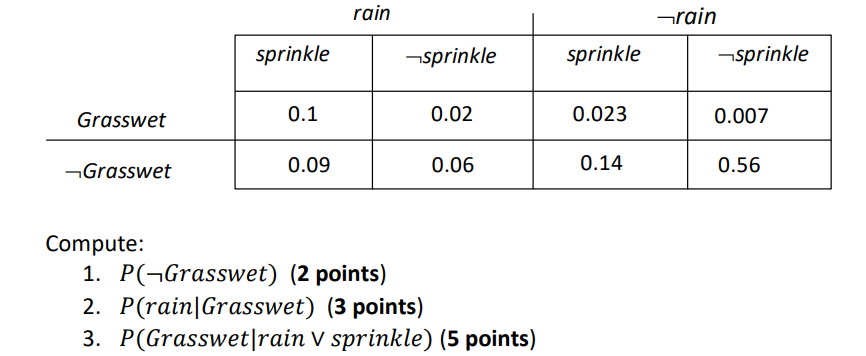 rain ¬rain
sprinkle ¬sprinkle sprinkle ¬sprinkle
Grasswet 0.1 0.02 0.023 0.007
¬Grasswet 0.09 0.06 0.14 0.56
Compute:
1. P(¬Grasswet) (2 points)
2. P(rain|Grasswet) (3 points)
3. P(Grasswet|rain ∨ sprinkle) (5 points)